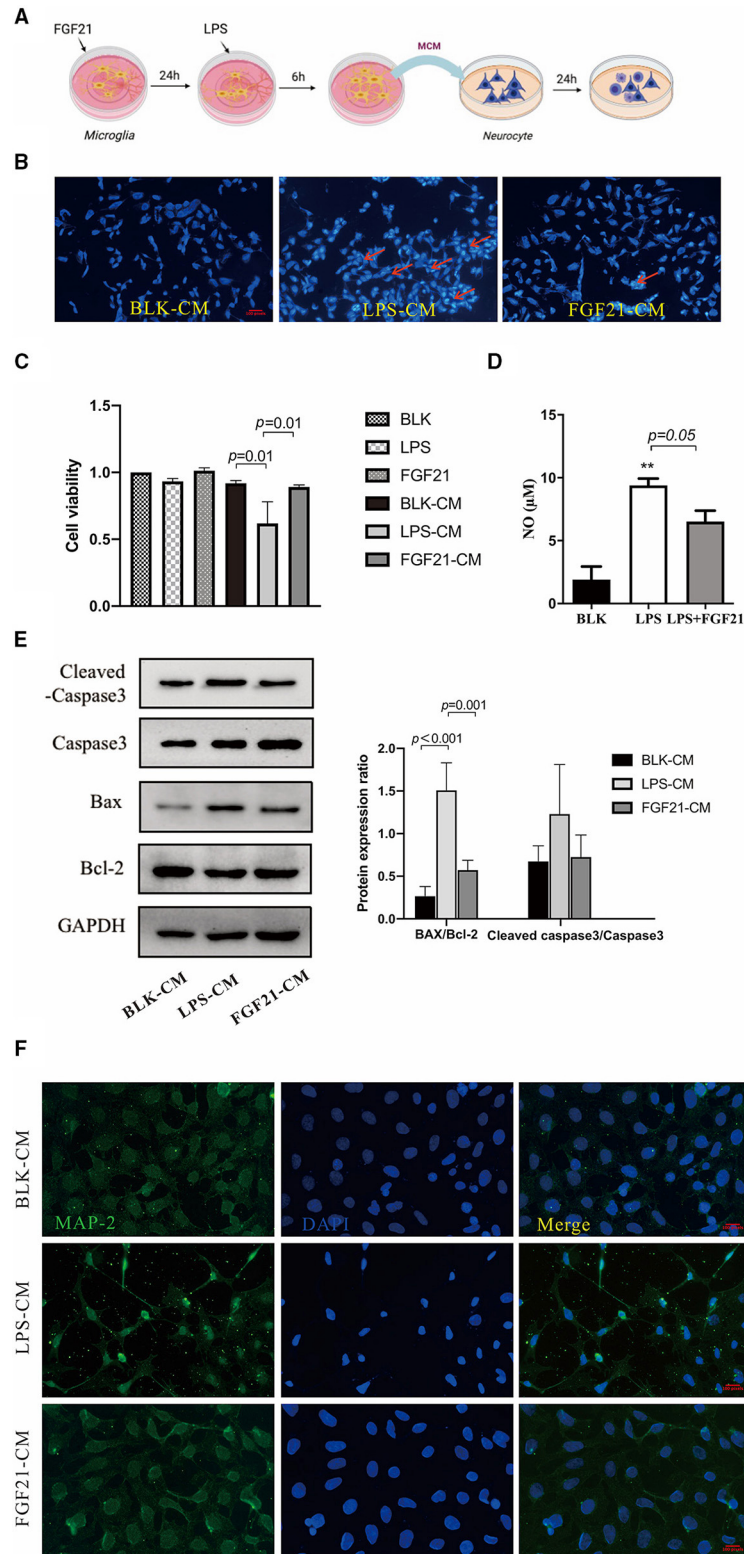 A
FGF21
LPS
MCM
24h
6h
24h
Microglia
Neurocyte
B
BLK-CM
LPS-CM
FGF21-CM
C
D
1.5
1.0
0.5
0.0
Cell viability
p=0.01
p=0.01
BLK
LPS
FGF21
BLK-CM
LPS-CM
FGF21-CM
15
10
5
0
NO (μM)
p=0.05
**
BLK LPS LPS+FGF21
E
Cleaved
-Caspase3
Caspase3
Bax
Bcl-2
GAPDH
BLK-CM
LPS-CM
FGF21-CM
p=0.001
p<0.001
2.0
1.5
1.0
0.5
0.0
Protein expression ratio
BLK-CM
LPS-CM
FGF21-CM
BAX/Bcl-2 Cleaved caspase3/Caspase3
F
BLK-CM
MAP-2
DAPI
Merge
LPS-CM
FGF21-CM